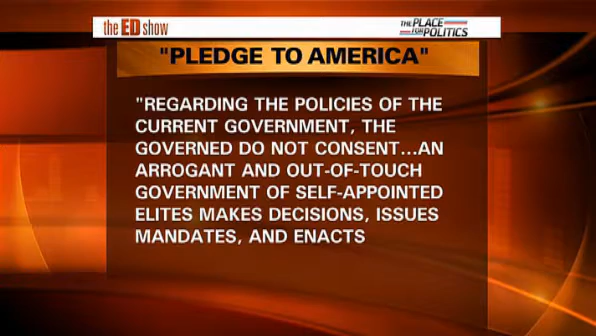 the ED show
THE PLACE
FOR POLITICS
"PLEDGE TO AMERICA"
"REGARDING THE POLICIES OF THE
CURRENT GOVERNMENT, THE
GOVERNED DO NOT CONSENT...AN
ARROGANT AND OUT-OF-TOUCH
GOVERNMENT OF SELF-APPOINTED
ELITES MAKES DECISIONS, ISSUES
MANDATES, AND ENACTS